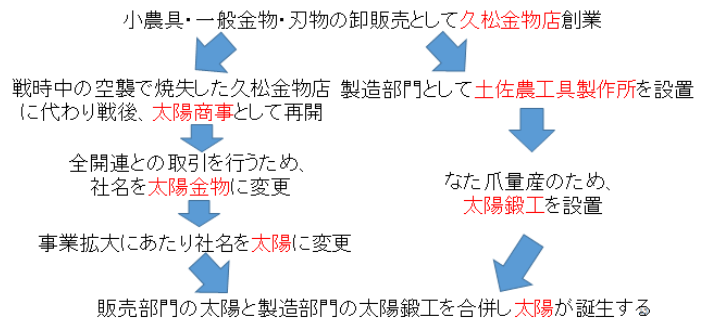 小農具・一般金物・刃物の卸販売として久松金物店創業
戦時中の空襲で焼失した久松金物店
に代わり戦後、太陽商事として再開
製造部門として土佐農工具製作所を設置
全開連との取引を行うため、
社名を太陽金物に変更
なた爪量産のため、
太陽鍛工を設置
事業拡大にあたり社名を太陽に変更
販売部門の太陽と製造部門の太陽鍛工を合併し太陽が誕生する